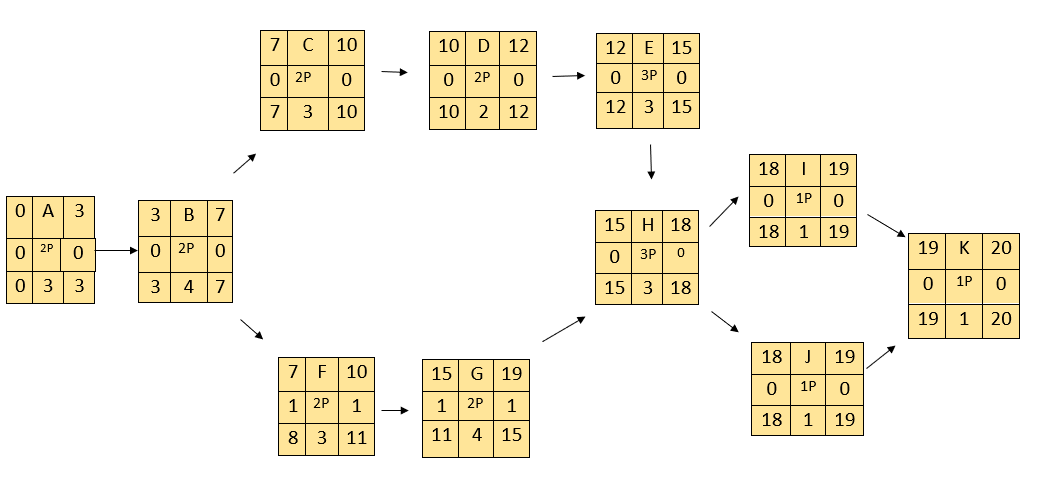 7 C 10
0 2P 0
7 3 10
10 D 12
0 2P 0
10 2 12
12 E 15
0 3P 0
12 3 15
0 A 3
0 2P 0
0 3 3
3 B 7
0 2P 0
3 4 7
7 F 10
1 2P 1
8 3 11
15 G 19
1 2P 1
11 4 15
15 H 18
0 3P 0
15 3 18
18 I 19
0 1P 0
18 1 19
18 J 19
0 1P 0
18 1 19
19 K 20
0 1P 0
19 1 20